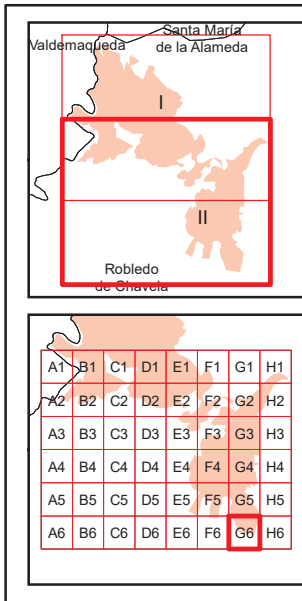 Santa María
Valdemaqueda de la Alameda
I
II
Robledo
de Chavela
A1 B1 C1 D1 E1 F1 G1 H1
A2 B2 C2 D2 E2 F2 G2 H2
A3 B3 C3 D3 E3 F3 G3 H3
A4 B4 C4 D4 E4 F4 G4 H4
A5 B5 C5 D5 E5 F5 G5 H5
A6 B6 C6 D6 E6 F6 G6 H6